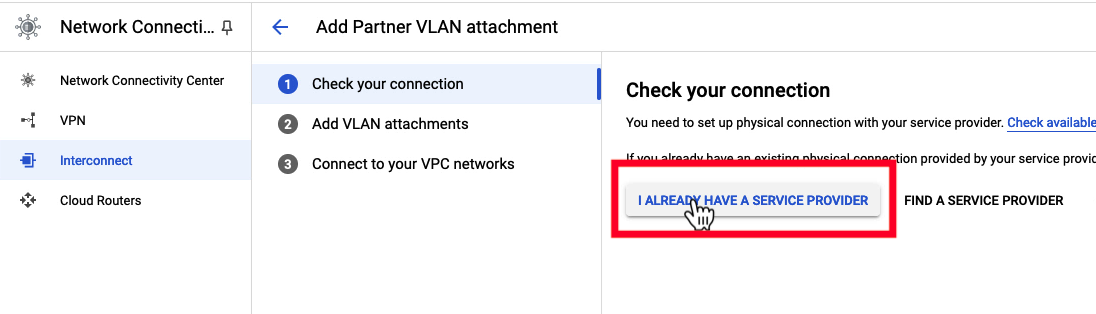 Network Connecti...
Add Partner VLAN attachment
Network Connectivity Center
VPN
Interconnect
Cloud Routers
1 Check your connection
2 Add VLAN attachments
3 Connect to your VPC networks
Check your connection
You need to set up physical connection with your service provider. Check available
If you already have an existing physical connection provided by your service provid
I ALREADY HAVE A SERVICE PROVIDER FIND A SERVICE PROVIDER